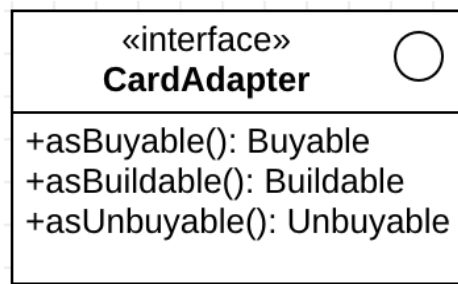 «interface»
CardAdapter
+asBuyable(): Buyable
+asBuildable(): Buildable
+asUnbuyable(): Unbuyable